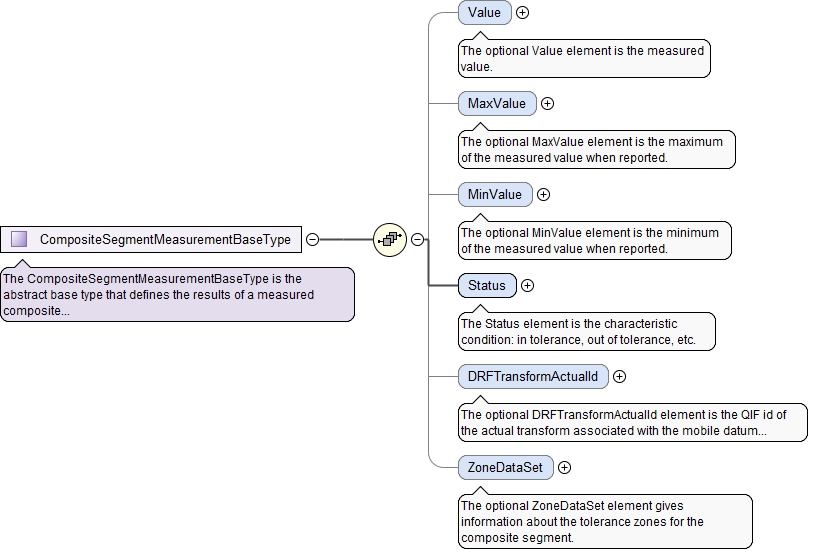 Value
The optional Value element is the measured
value.
MaxValue
The optional MaxValue element is the maximum
of the measured value when reported.
MinValue
The optional MinValue element is the minimum
of the measured value when reported.
CompositeSegmentMeasurementBaseType
The CompositeSegmentMeasurementBaseType is the
abstract base type that defines the results of a measured
composite...
Status
The Status element is the characteristic
condition: in tolerance, out of tolerance, etc.
DRFTransformActualId
The optional DRFTransformActualId element is the QIF id of
the actual transform associated with the mobile datum...
ZoneDataSet
The optional ZoneDataSet element gives
information about the tolerance zones for the
composite segment.